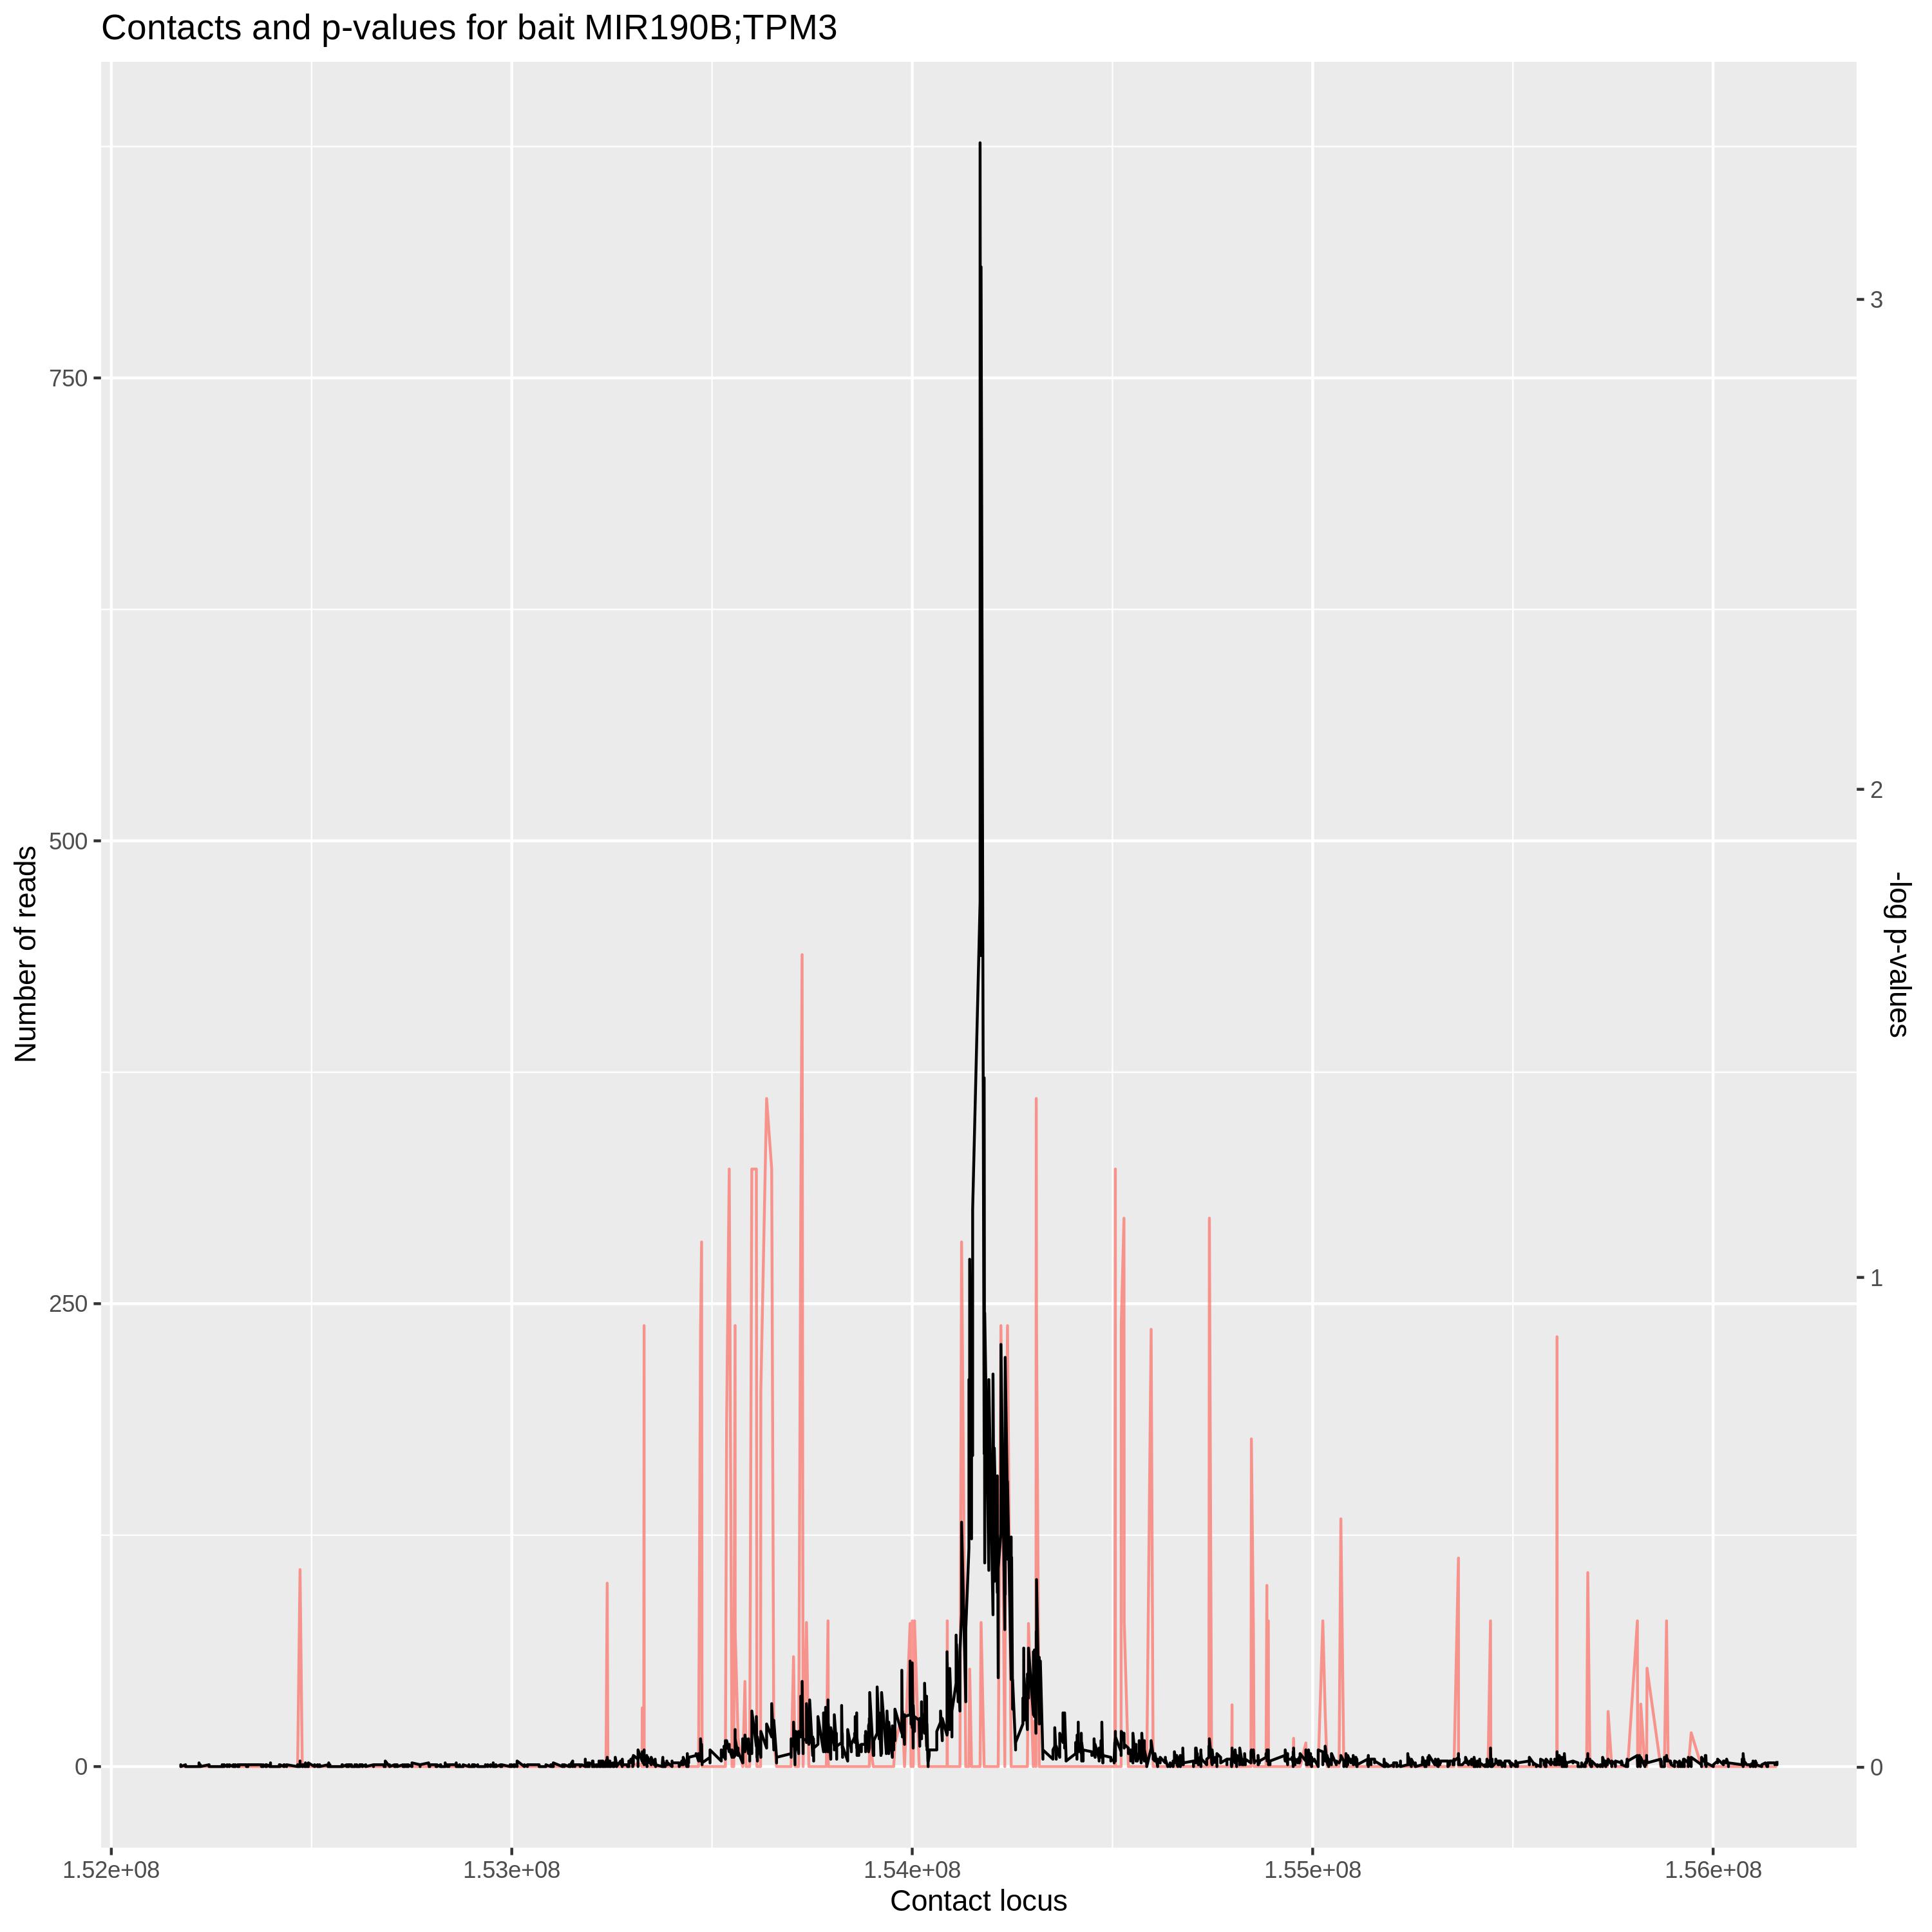 Contacts and p-values for bait MIR190B;TPM3
Number of reads
750
500
250
0
3
2
1
0
-log p-values
1.52e+08
1.53e+08
1.54e+08
1.55e+08
1.56e+08
Contact locus